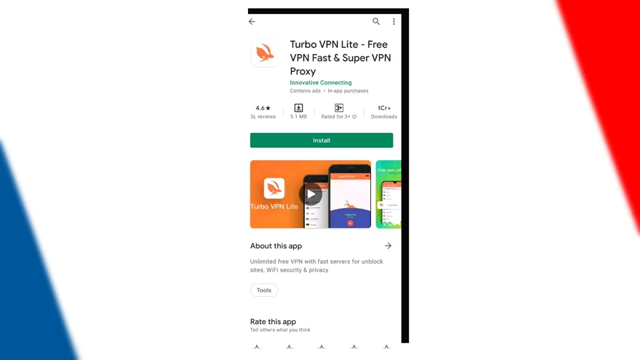 Turbo VPN Lite - Free
VPN Fast & Super VPN
Proxy
Innovative Connecting
Contains ads • In-app purchases
4.6★
3L reviews
5.1 MB
3+
Rated for 3+
1Cr+
Downloads
Install
Turbo VPN Lite
About this app
Unlimited free VPN with fast servers for unblock
sites, WiFi security & privacy
Tools
Rate this app
Tell others what you think